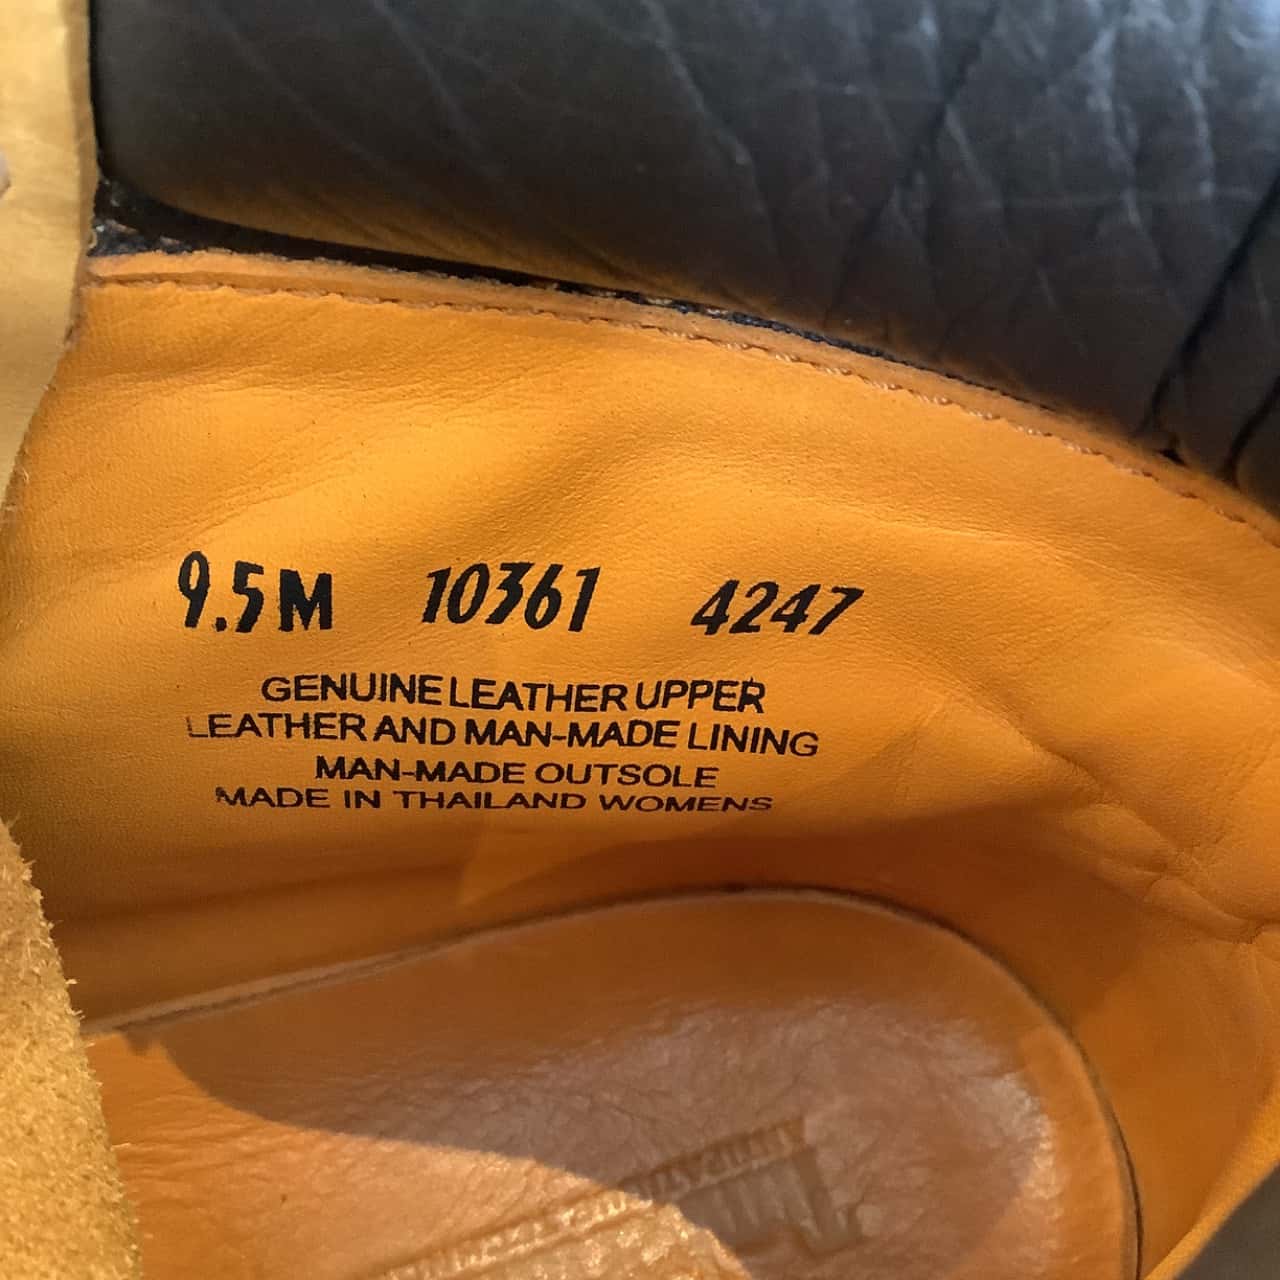 9.5M 10361 4247
GENUINE LEATHER UPPER
LEATHER AND MAN-MADE LINING
MAN-MADE OUTSOLE
MADE IN THAILAND WOMENS